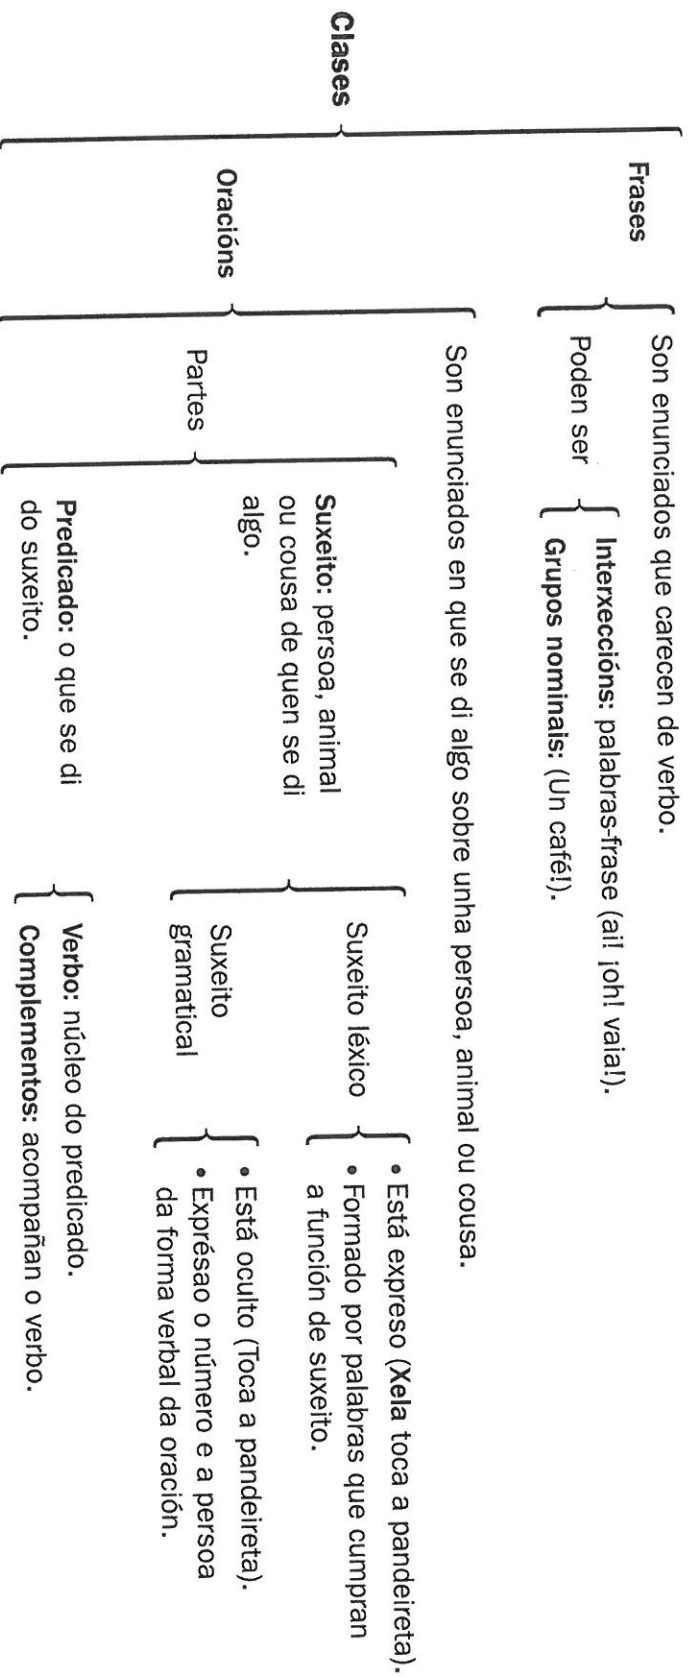 Clases
Frases
Son enunciados que carecen de verbo.
Poden ser
Interxeccións: palabras-frase (ai! ¡oh! vaia!).
Grupos nominais: (Un café!).
Oracións
Son enunciados en que se di algo sobre unha persoa, animal ou cousa.
Partes
Suxeito: persoa, animal
ou cousa de quen se di
algo.
Suxeito léxico
• Está expreso (Xela toca a pandeireta).
• Formado por palabras que cumpran
a función de suxeito.
Suxeito
gramatical
• Está oculto (Toca a pandeireta).
• Exprésao o número e a persoa
da forma verbal da oración.
Predicado: o que se di
do suxeito.
Verbo: núcleo do predicado.
Complementos: acompañan o verbo.